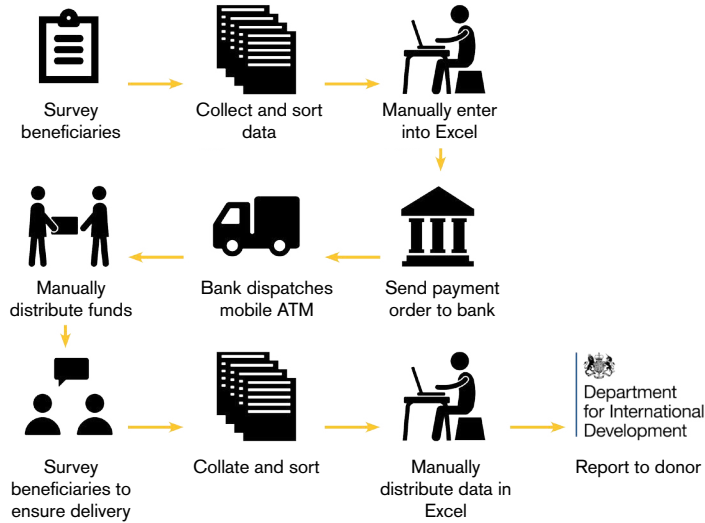 Survey
beneficiaries
Collect and sort
data
Manually enter
into Excel
Manually
distribute funds
Bank dispatches
mobile ATM
Send payment
order to bank
Department
for International
Development
Survey
beneficiaries to
ensure delivery
Collate and sort
Manually
distribute data in
Excel
Report to donor